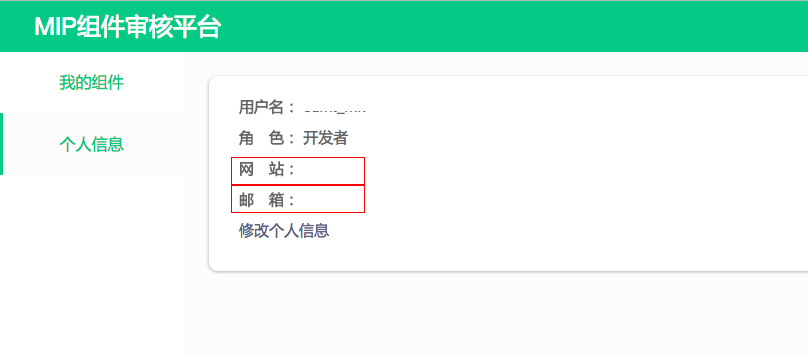 MIP组件审核平台
我的组件
个人信息
用户名：
角 色： 开发者
网 站：
邮 箱：
修改个人信息